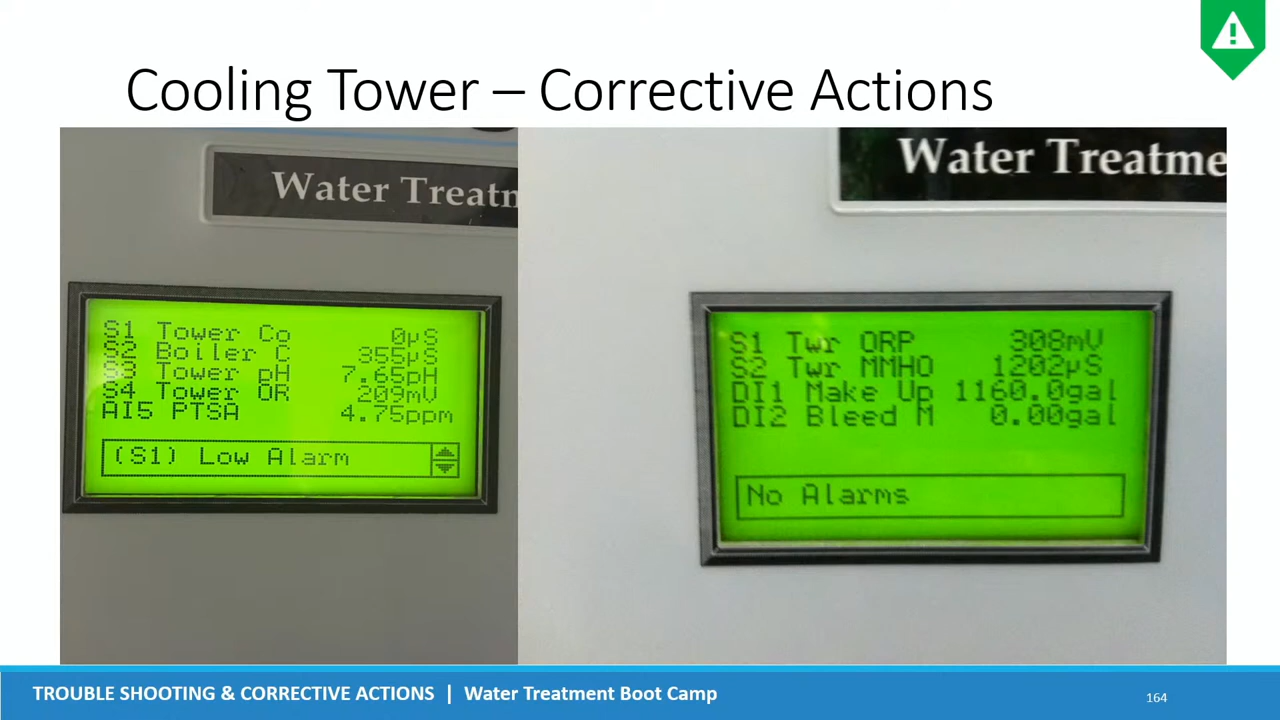 Cooling Tower – Corrective Actions
Water Treatm
S1 Tower Co 0µS
S2 Boiler C 355µS
S3 Tower pH 7.65pH
S4 Tower OR 209mV
AI5 PTSA 4.75ppm
(S1) Low Alarm
Water Treatme
S1 Twr ORP 308mV
S2 Twr MMHO 1202µS
DI1 Make Up 1160.0gal
DI2 Bleed M 0.00gal
No Alarms
TROUBLE SHOOTING & CORRECTIVE ACTIONS | Water Treatment Boot Camp
164